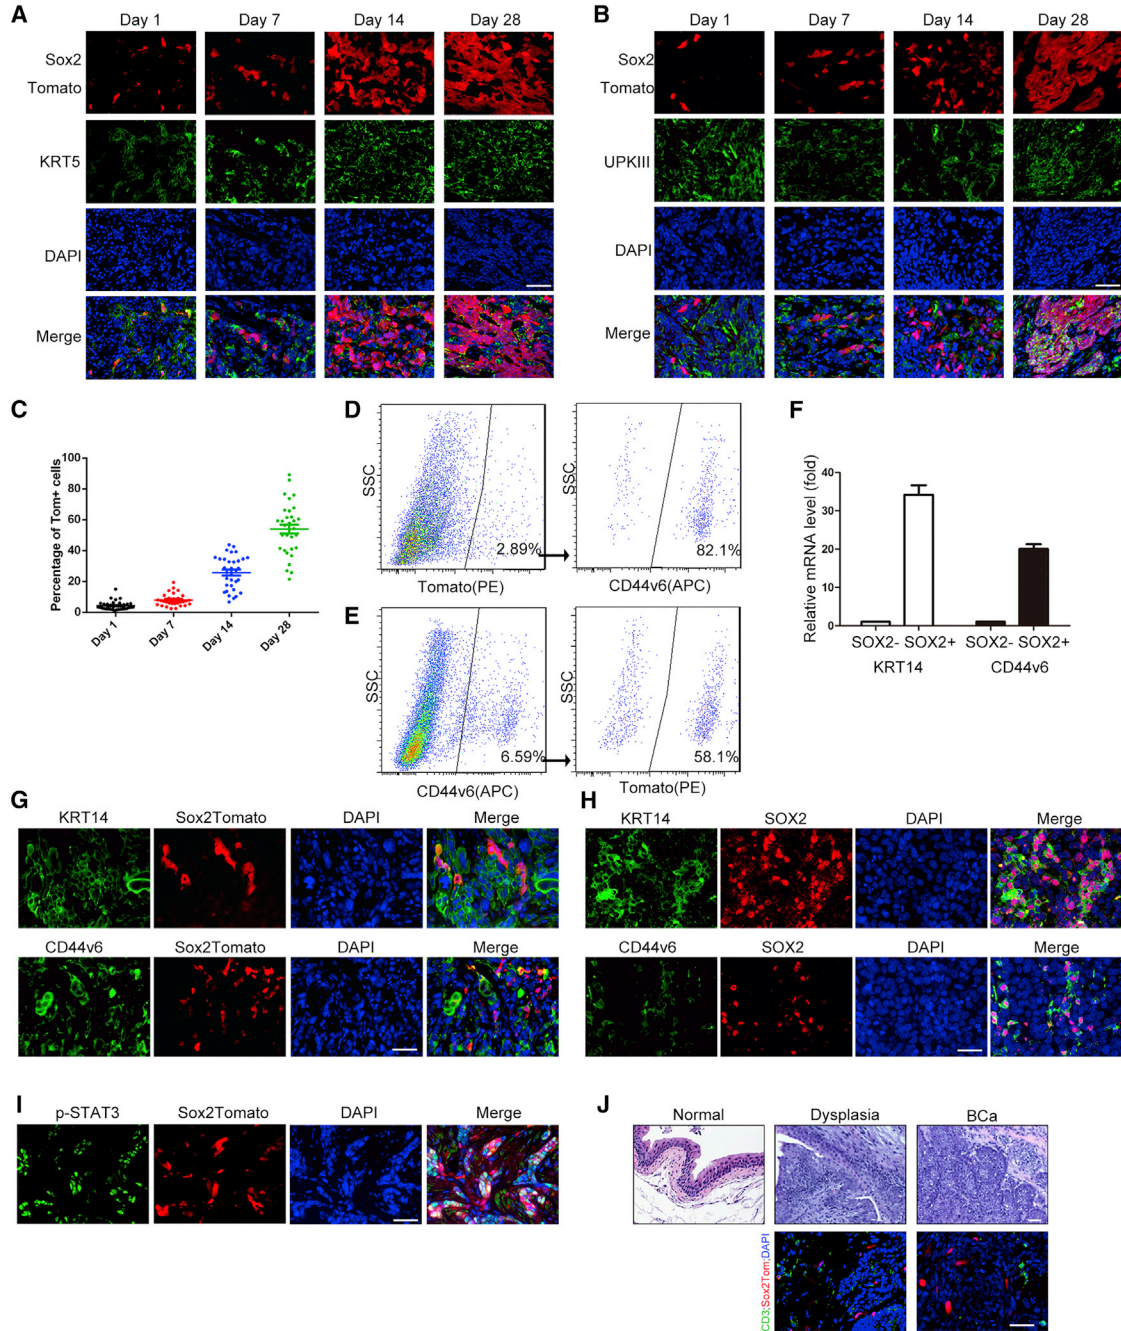 A
Day 1 Day 7 Day 14 Day 28
Sox2
Tomato
KRT5
DAPI
Merge
B
Day 1 Day 7 Day 14 Day 28
Sox2
Tomato
UPKIII
DAPI
Merge
C
Percentage of Tom+ cells
100
80
60
40
20
0
Day 1 Day 7 Day 14 Day 28
D
SSC
2.89%
Tomato(PE)
SSC
82.1%
CD44v6(APC)
E
SSC
6.59%
CD44v6(APC)
SSC
58.1%
Tomato(PE)
F
Relative mRNA level (fold)
40
30
20
10
0
SOX2- SOX2+ SOX2- SOX2+
KRT14 CD44v6
G
KRT14 Sox2Tomato DAPI Merge
CD44v6 Sox2Tomato DAPI Merge
H
KRT14 SOX2 DAPI Merge
CD44v6 SOX2 DAPI Merge
I
p-STAT3 Sox2Tomato DAPI Merge
J
Normal Dysplasia BCa
CD3;Sox2Tom;DAPI